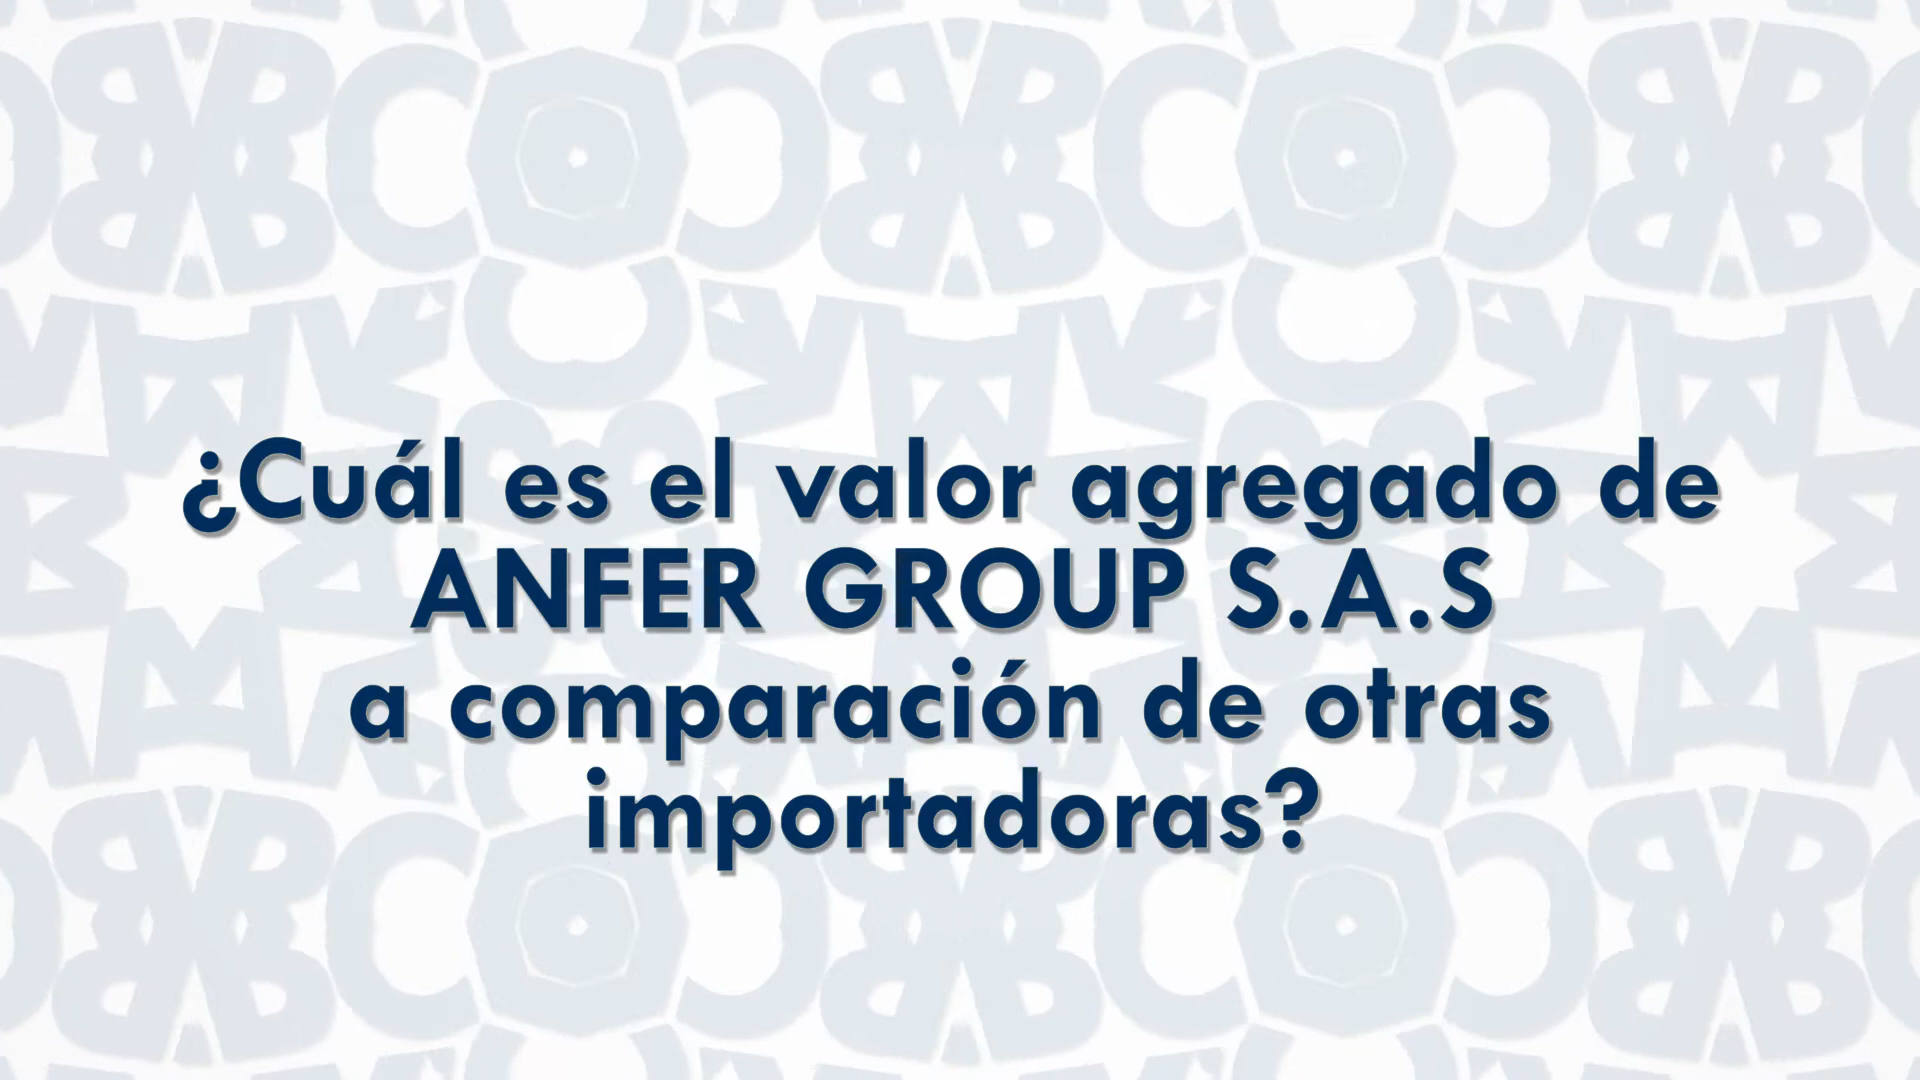 ¿Cuál es el valor agregado de
ANFER GROUP S.A.S
a comparación de otras
importadoras?